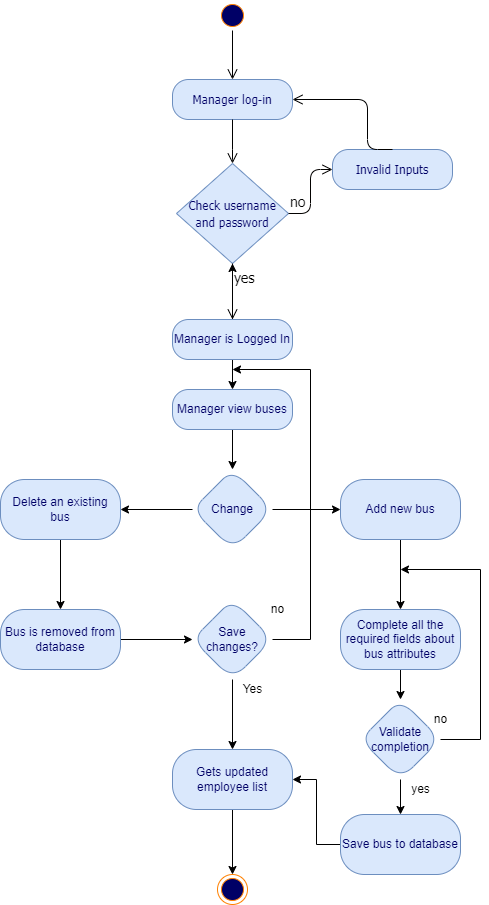 Manager log-in
Invalid Inputs
Check username
and password
no
yes
Manager is Logged In
Manager view buses
Delete an existing
bus
Change
Add new bus
Bus is removed from
database
Save
changes?
no
Complete all the
required fields about
bus attributes
Yes
Validate
completion
no
Gets updated
employee list
yes
Save bus to database